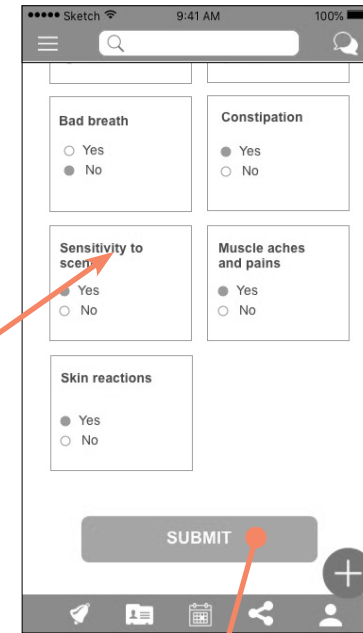 Sketch 9:41 AM 100%
Bad breath
Yes
No
Constipation
Yes
No
Sensitivity to
Yes
No
Muscle aches
and pains
Yes
No
Skin reactions
Yes
No
SUBMIT